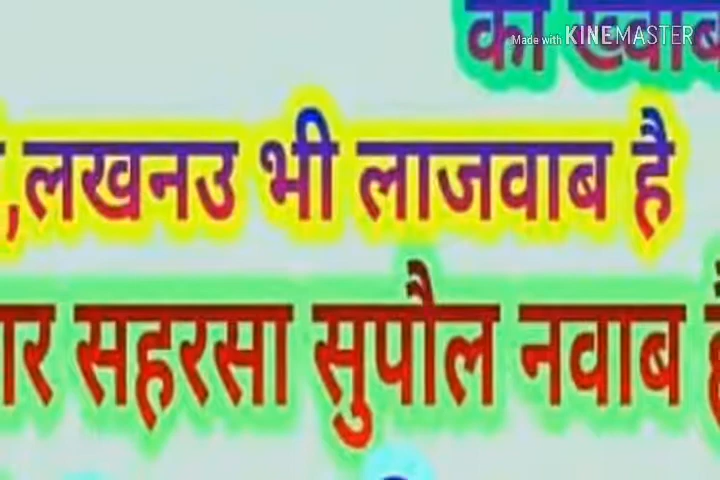 का ख्वाब
Made with KINEMASTER
,लखनउ भी लाजवाब है
सहरसा सुपौल नवाब